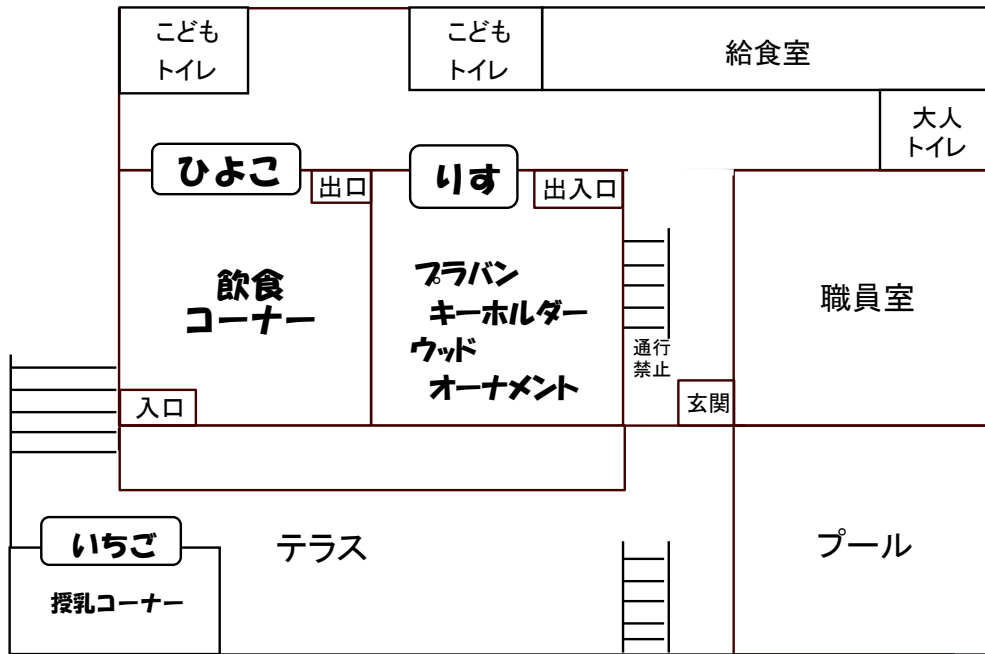 こども
トイレ
こども
トイレ
給食室
大人
トイレ
ひよこ
出口
りす
出入口
飲食
コーナー
プラバン
キーホルダー
ウッド
オーナメント
通行
禁止
職員室
入口
玄関
いちご
授乳コーナー
テラス
プール